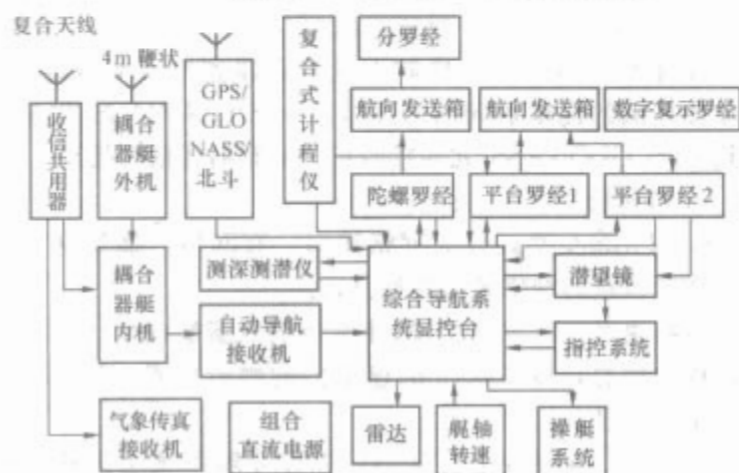 复合天线
4m 鞭状
收信共用器
耦合
器艇
外机
GPS/
GLO
NASS/
北斗
复合式计程仪
分罗经
航向发送箱
航向发送箱
数字复示罗经
陀螺罗经
平台罗经1
平台罗经2
测深测潜仪
耦合
器艇
内机
自动导航
接收机
综合导航系
统显控台
潜望镜
指控系统
气象传真
接收机
组合
直流电源
雷达
艉轴
转速
操艇
系统